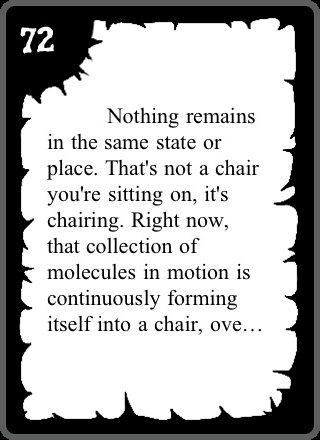 72
Nothing remains
in the same state or
place. That's not a chair
you're sitting on, it's
chairing. Right now,
that collection of
molecules in motion is
continuously forming
itself into a chair, ove…